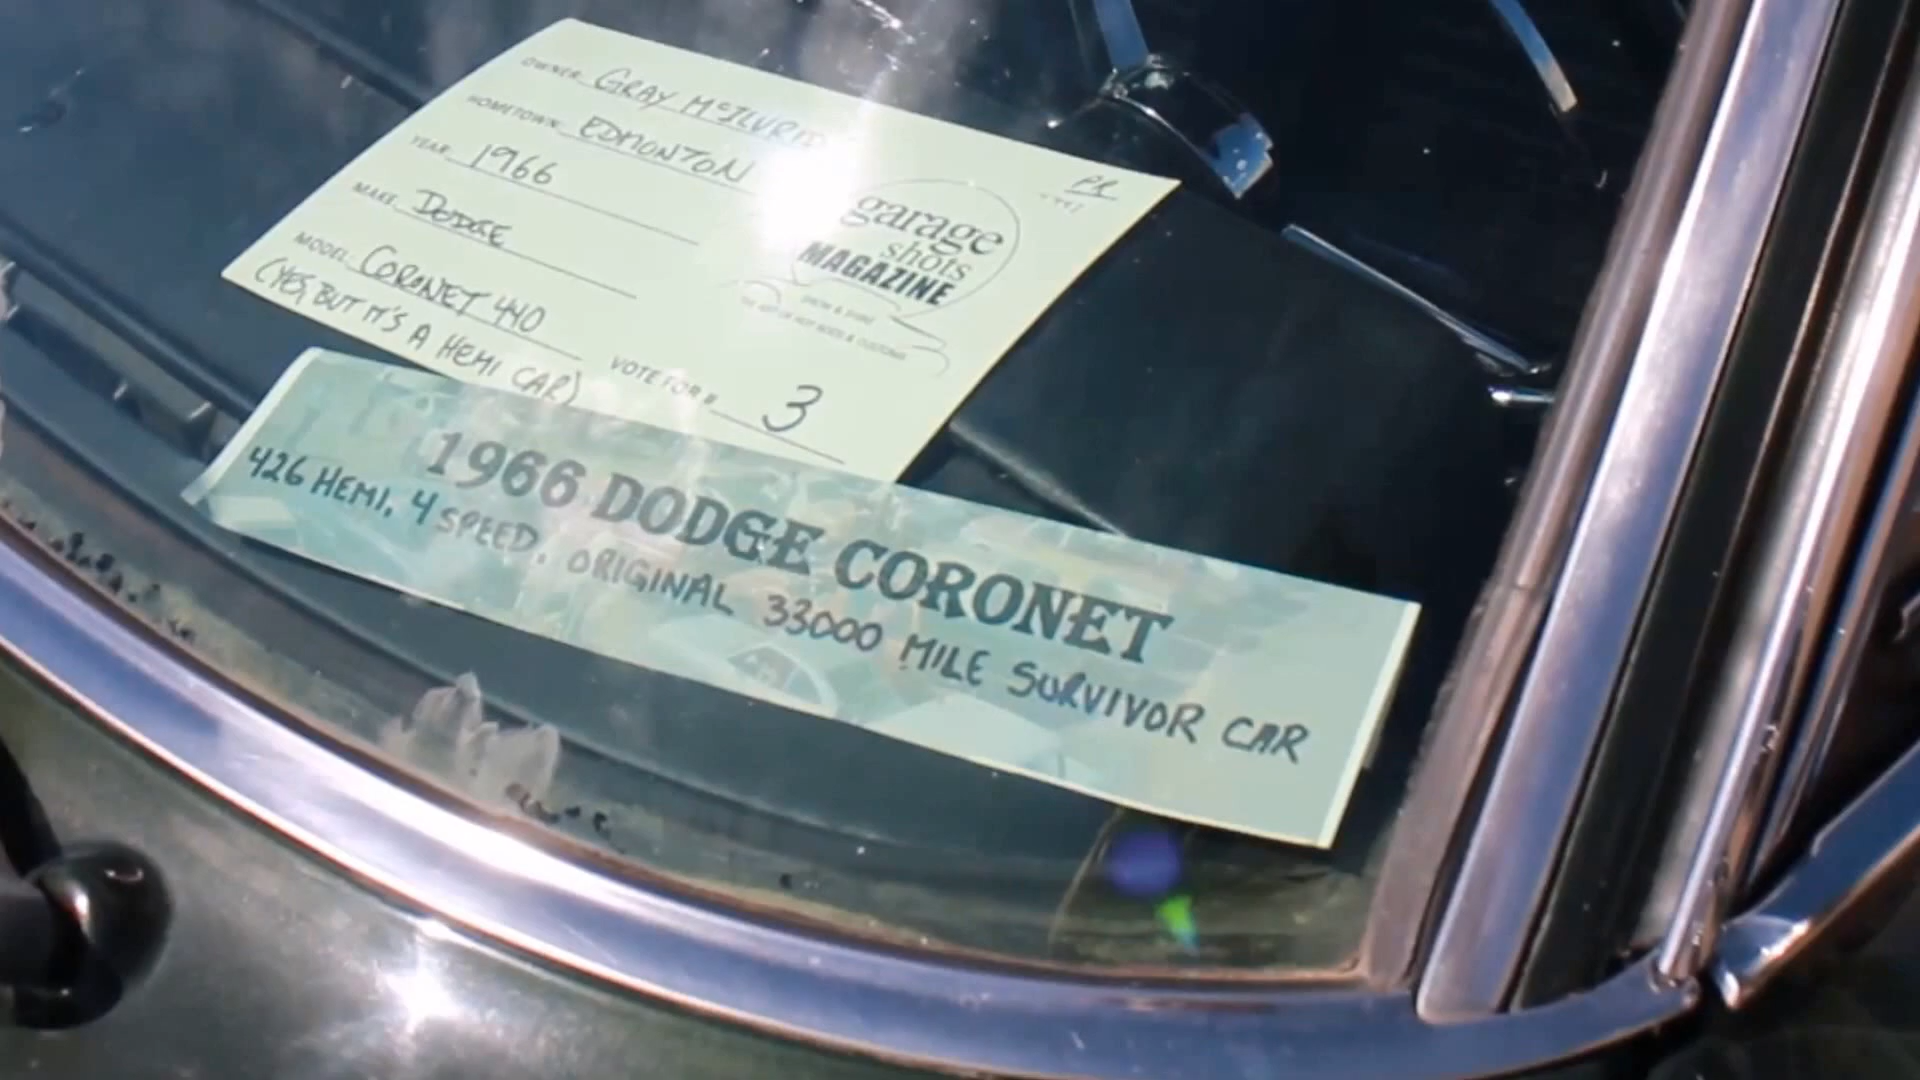 OWNER GRAY McILVRID
HOMETOWN EDMONTON
YEAR 1966
MAKE DODGE
MODEL CORONET 440
(YES, BUT IT'S A HEMI CAR)
garage
shots
MAGAZINE
VOTE FOR # 3
1966 DODGE CORONET
426 HEMI. 4 SPEED. ORIGINAL 33000 MILE SURVIVOR CAR